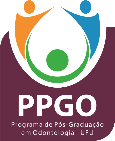 PPGO
Programa de Pós-Graduação
em Odontologia - UFU